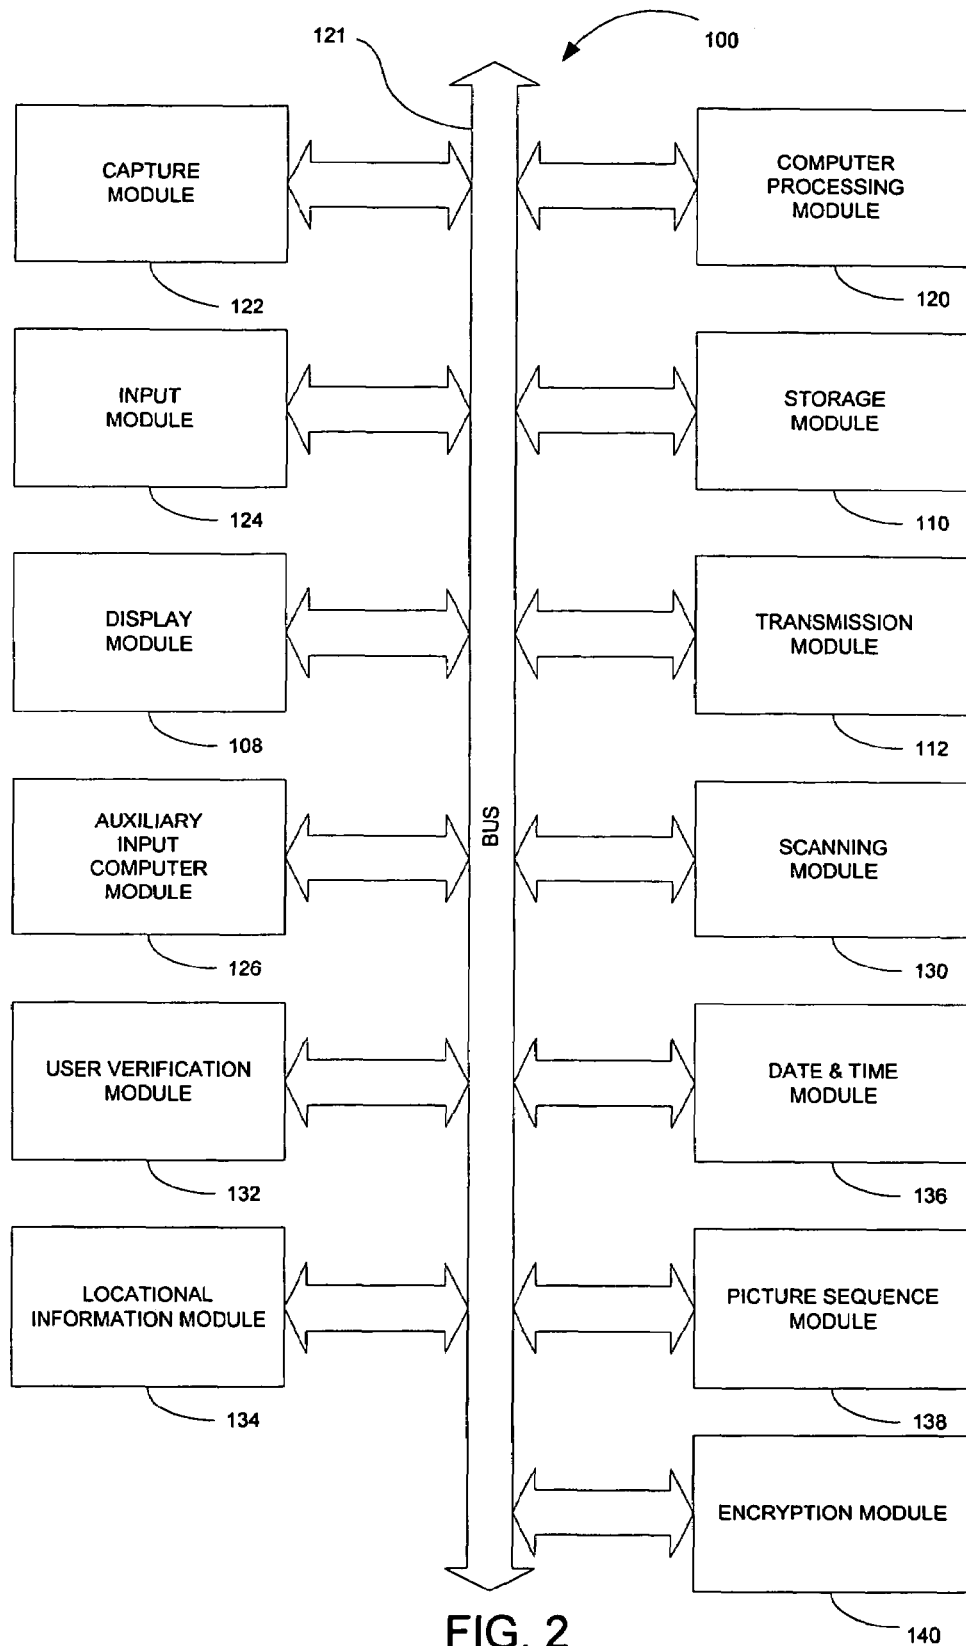 121
100
CAPTURE
MODULE
122
COMPUTER
PROCESSING
MODULE
120
INPUT
MODULE
124
STORAGE
MODULE
110
DISPLAY
MODULE
108
TRANSMISSION
MODULE
112
BUS
AUXILIARY
INPUT
COMPUTER
MODULE
126
SCANNING
MODULE
130
USER VERIFICATION
MODULE
132
DATE & TIME
MODULE
136
LOCATIONAL
INFORMATION MODULE
134
PICTURE SEQUENCE
MODULE
138
ENCRYPTION MODULE
140
FIG. 2